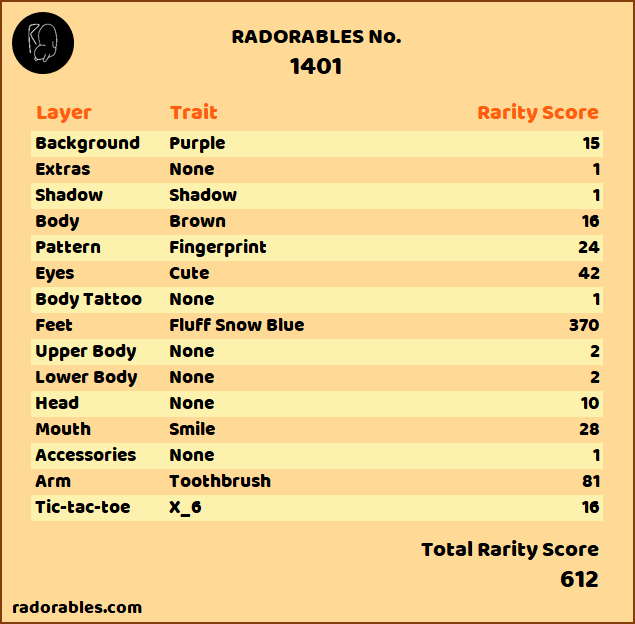 RADORABLES No.
1401
Layer Trait Rarity Score
Background Purple 15
Extras None 1
Shadow Shadow 1
Body Brown 16
Pattern Fingerprint 24
Eyes Cute 42
Body Tattoo None 1
Feet Fluff Snow Blue 370
Upper Body None 2
Lower Body None 2
Head None 10
Mouth Smile 28
Accessories None 1
Arm Toothbrush 81
Tic-tac-toe X_6 16
Total Rarity Score
612
radorables.com